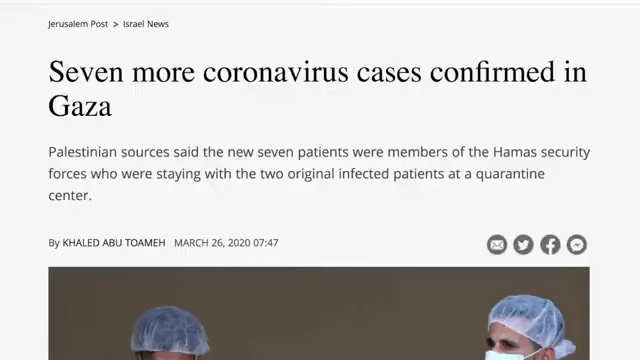 Jerusalem Post > Israel News
Seven more coronavirus cases confirmed in
Gaza
Palestinian sources said the new seven patients were members of the Hamas security
forces who were staying with the two original infected patients at a quarantine
center.
By KHALED ABU TOAMEH MARCH 26, 2020 07:47